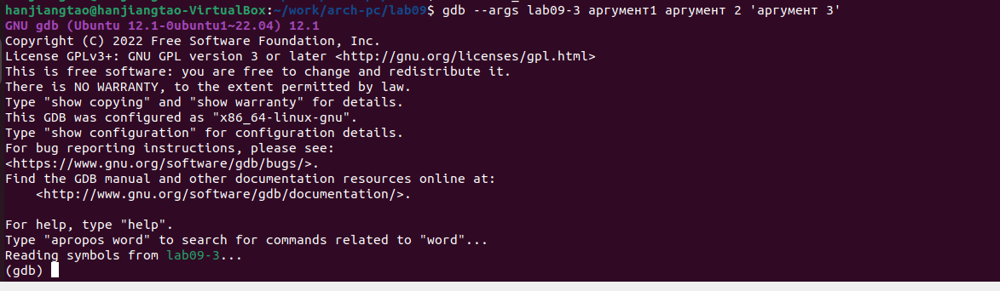 hanjiangtao@hanjiangtao-VirtualBox:~/work/arch-pc/lab09$ gdb --args lab09-3 аргумент1 аргумент 2 'аргумент 3'
GNU gdb (Ubuntu 12.1-0ubuntu1~22.04) 12.1
Copyright (C) 2022 Free Software Foundation, Inc.
License GPLv3+: GNU GPL version 3 or later <http://gnu.org/licenses/gpl.html>
This is free software: you are free to change and redistribute it.
There is NO WARRANTY, to the extent permitted by law.
Type "show copying" and "show warranty" for details.
This GDB was configured as "x86_64-linux-gnu".
Type "show configuration" for configuration details.
For bug reporting instructions, please see:
<https://www.gnu.org/software/gdb/bugs/>.
Find the GDB manual and other documentation resources online at:
    <http://www.gnu.org/software/gdb/documentation/>.

For help, type "help".
Type "apropos word" to search for commands related to "word"...
Reading symbols from lab09-3...
(gdb)